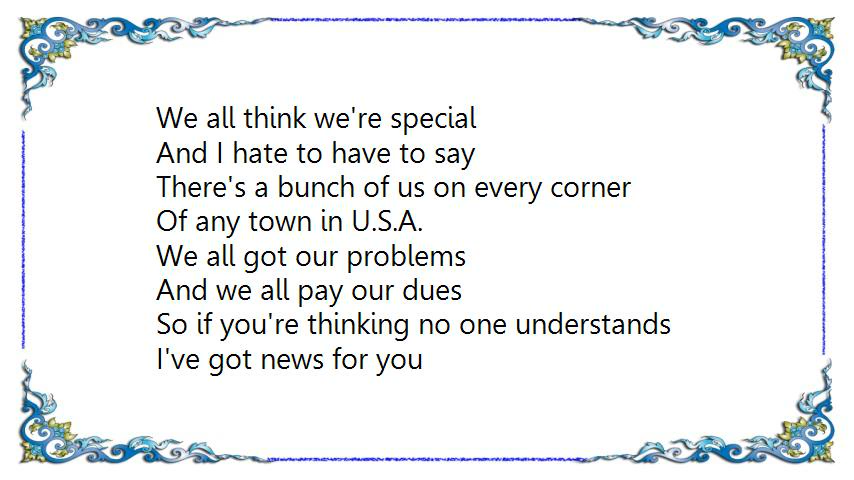 We all think we're special
And I hate to have to say
There's a bunch of us on every corner
Of any town in U.S.A.
We all got our problems
And we all pay our dues
So if you're thinking no one understands
I've got news for you